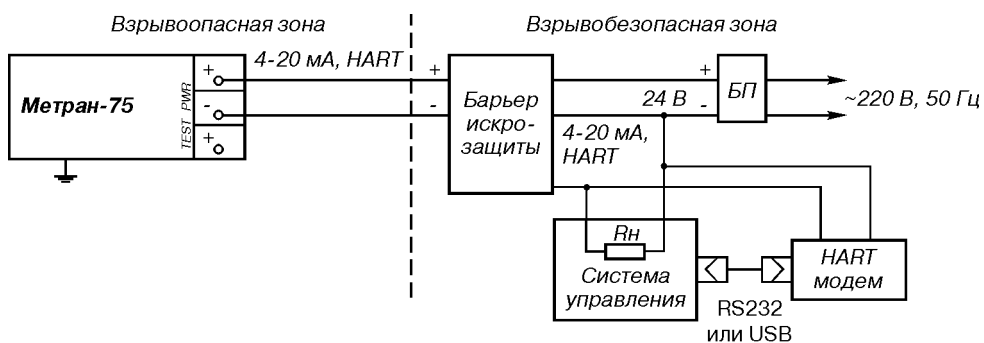 Взрывоопасная зона
Взрывобезопасная зона
4-20 мА, HART
Метран-75
+
-
+
TEST PWR
+
-
Барьер
искро-
защиты
+
24 В -
БП
~220 В, 50 Гц
4-20 мА,
HART
Rн
Система
управления
HART
модем
RS232
или USB